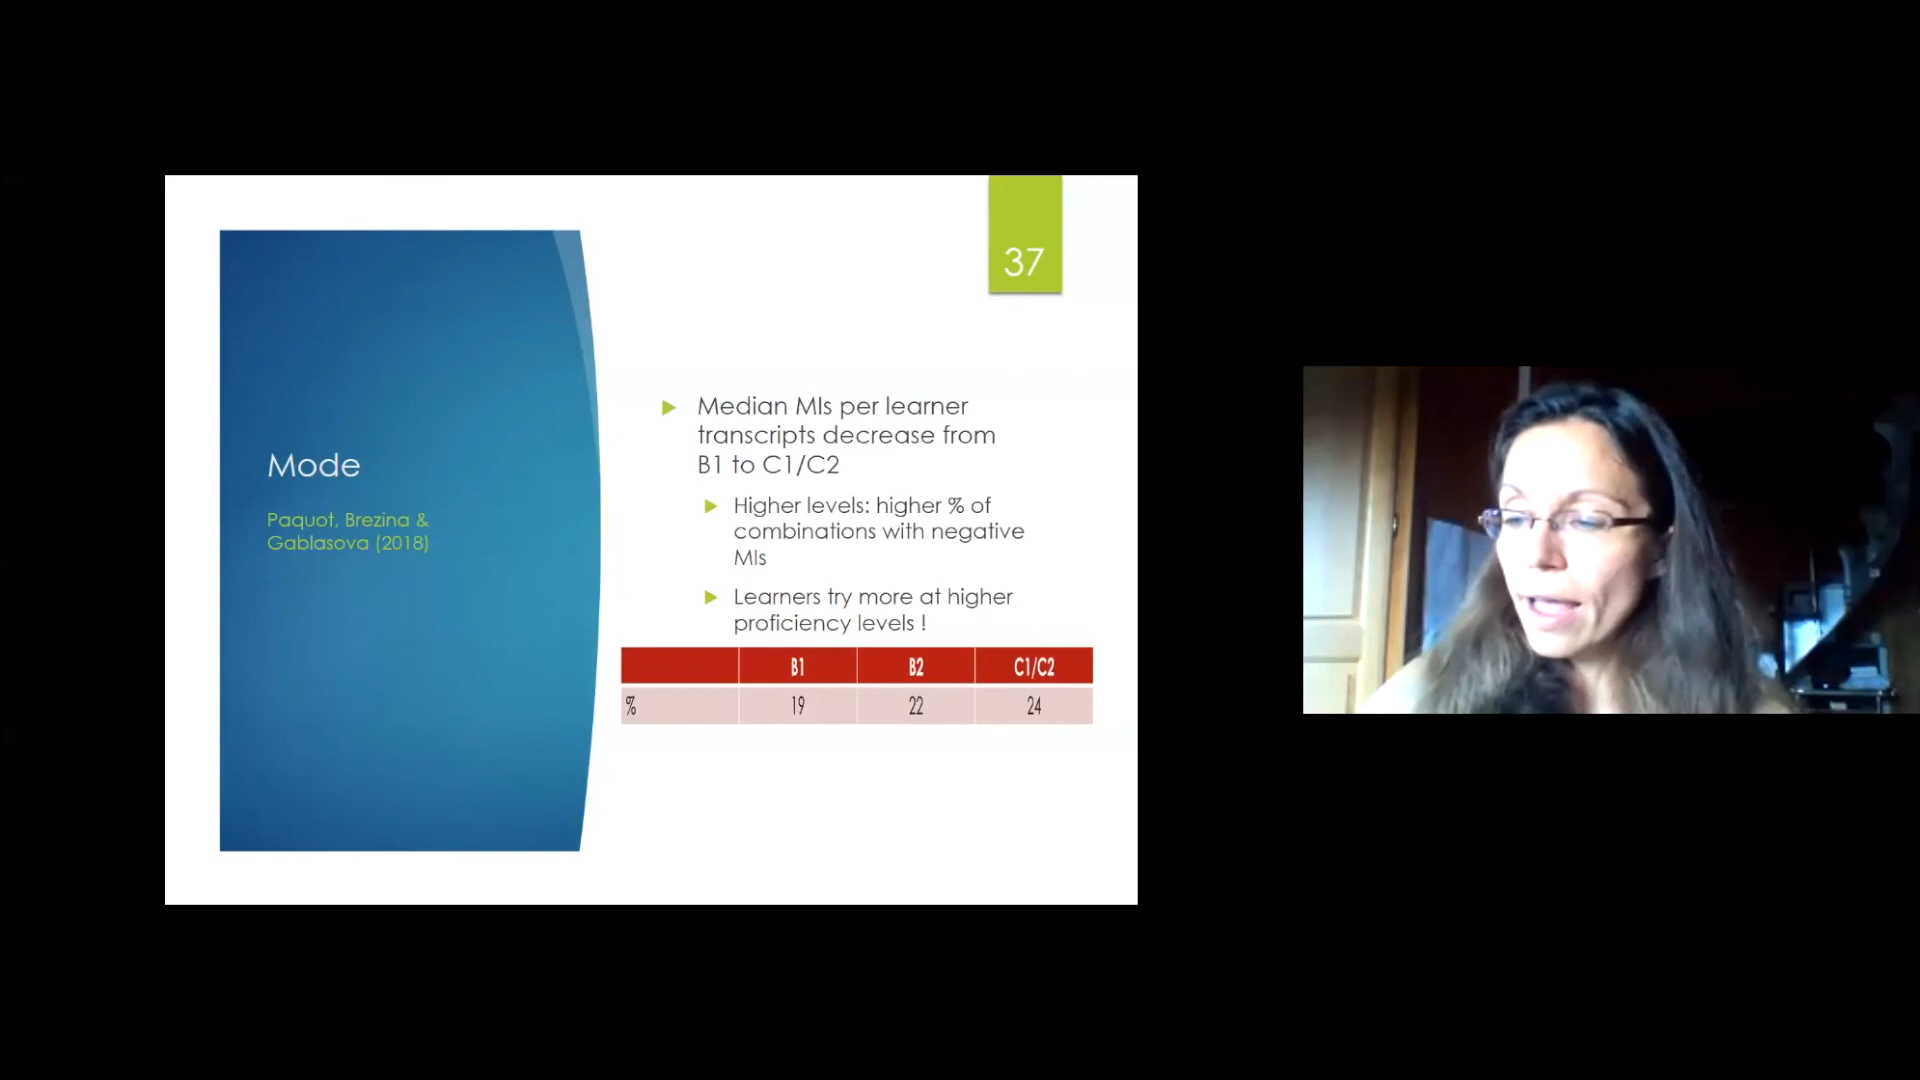 37
Mode
Paquot, Brezina &
Gablasova (2018)
Median MIs per learner
transcripts decrease from
B1 to C1/C2
Higher levels: higher % of
combinations with negative
MIs
Learners try more at higher
proficiency levels !
B1 B2 C1/C2
% 19 22 24